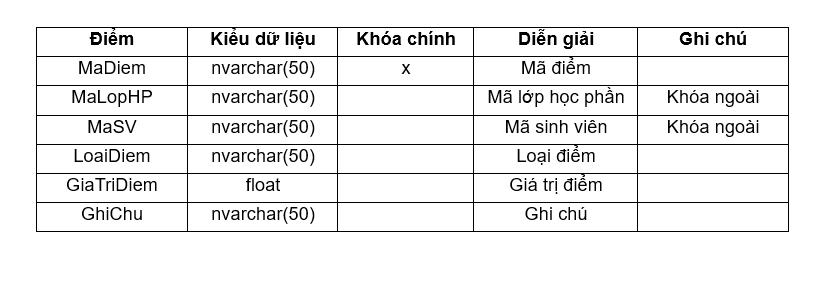 Điểm Kiểu dữ liệu Khóa chính Diễn giải Ghi chú
MaDiem nvarchar(50) x Mã điểm
MaLopHP nvarchar(50) Mã lớp học phần Khóa ngoài
MaSV nvarchar(50) Mã sinh viên Khóa ngoài
LoaiDiem nvarchar(50) Loại điểm
GiaTriDiem float Giá trị điểm
GhiChu nvarchar(50) Ghi chú